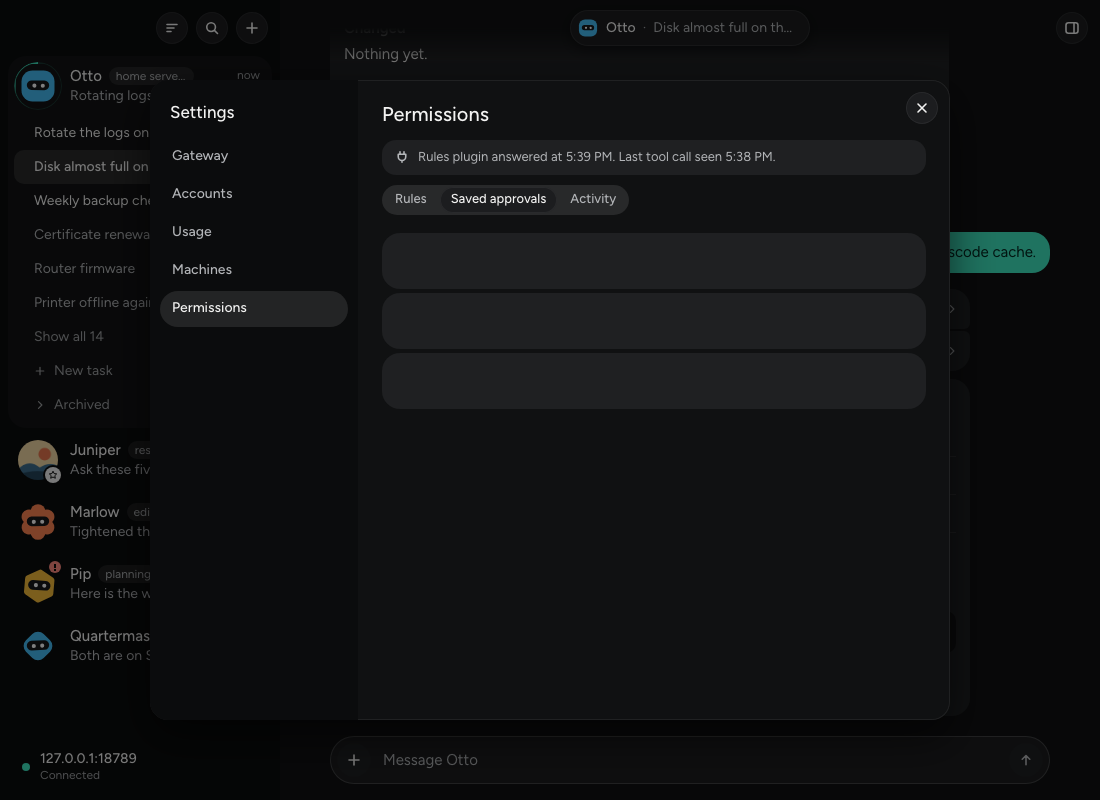 Otto · Disk almost full on th…
Nothing yet.
Otto home serve… now
Rotating logs
Rotate the logs on
Disk almost full on
Weekly backup che
Certificate renewa
Router firmware
Printer offline agai
Show all 14
New task
Archived
Juniper res
Ask these fiv
Marlow edi
Tightened th
Pip planning
Here is the w
Quartermas
Both are on S
127.0.0.1:18789
Connected
Settings
Gateway
Accounts
Usage
Machines
Permissions
Permissions
Rules plugin answered at 5:39 PM. Last tool call seen 5:38 PM.
Rules Saved approvals Activity
scode cache.
Message Otto